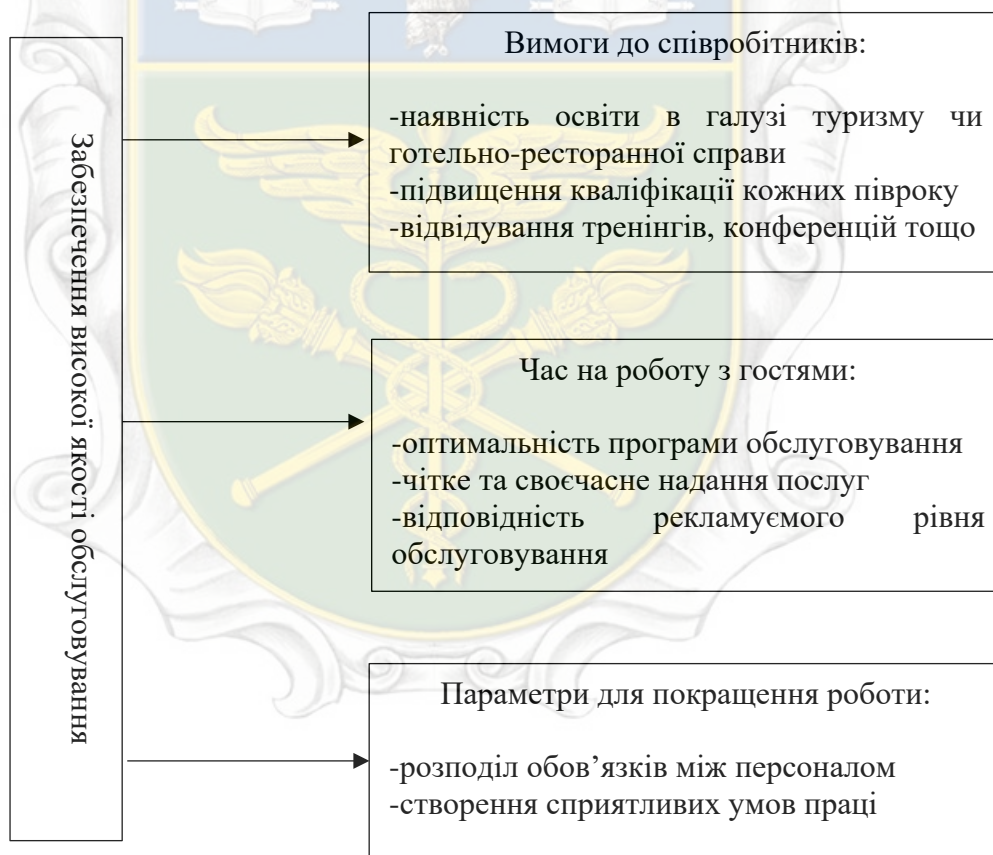 Забезпечення високої якості обслуговування
Вимоги до співробітників:
-наявність освіти в галузі туризму чи
готельно-ресторанної справи
-підвищення кваліфікації кожних півроку
-відвідування тренінгів, конференцій тощо
Час на роботу з гостями:
-оптимальність програми обслуговування
-чітке та своєчасне надання послуг
-відповідність рекламуємого рівня
обслуговування
Параметри для покращення роботи:
-розподіл обов’язків між персоналом
-створення сприятливих умов праці